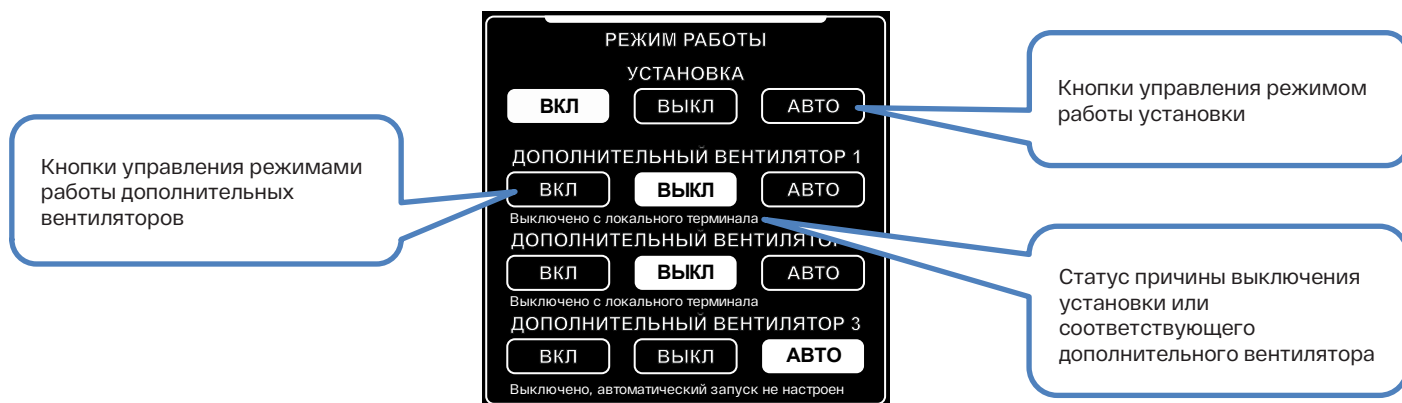 РЕЖИМ РАБОТЫ
УСТАНОВКА
ВКЛ ВЫКЛ АВТО
Кнопки управления режимом
работы установки
Кнопки управления режимами
работы дополнительных
вентиляторов
ДОПОЛНИТЕЛЬНЫЙ ВЕНТИЛЯТОР 1
ВКЛ ВЫКЛ АВТО
Выключено с локального терминала
ДОПОЛНИТЕЛЬНЫЙ ВЕНТИЛЯТОР
ВКЛ ВЫКЛ АВТО
Выключено с локального терминала
Статус причины выключения
установки или
соответствующего
дополнительного вентилятора
ДОПОЛНИТЕЛЬНЫЙ ВЕНТИЛЯТОР 3
ВКЛ ВЫКЛ АВТО
Выключено, автоматический запуск не настроен